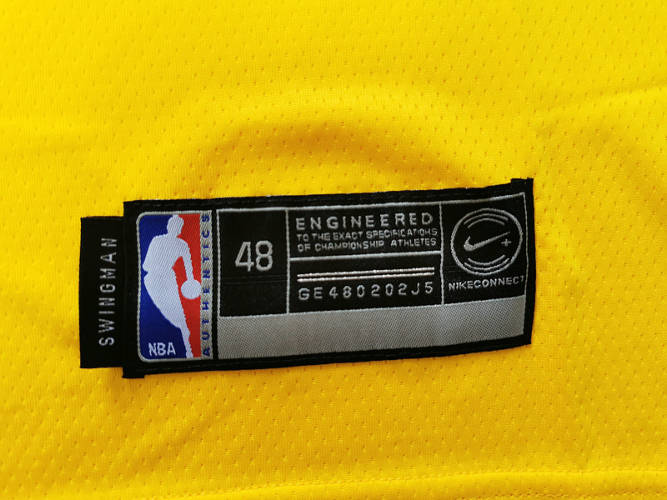 SWINGMAN
NBA
AUTHENTICS
48
ENGINEERED
TO THE EXACT SPECIFICATIONS
OF CHAMPIONSHIP ATHLETES
GE480202J5
NIKECONNECT